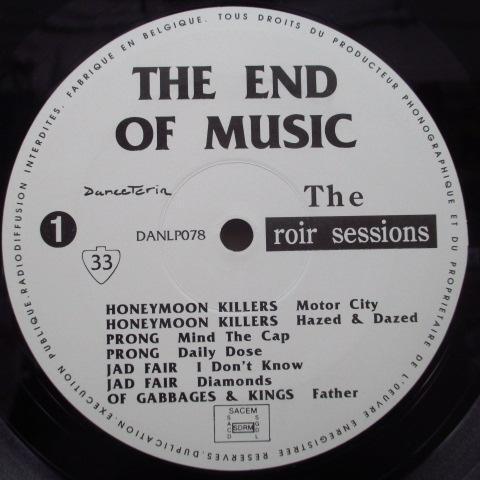 FABRIQUE EN BELGIQUE. TOUS DROITS DU PRODUCTEUR PHONOGRAPHIQUE ET DU PROPRIETAIRE DE L'OEUVRE ENREGISTREE RESERVES. DUPLICATION. EXECUTION PUBLIQUE. RADIODIFFUSION INTERDITES.
THE END
OF MUSIC
Danceteria
The
1
DANLP078
roir sessions
33
HONEYMOON KILLERS Motor City
HONEYMOON KILLERS Hazed & Dazed
PRONG Mind The Cap
PRONG Daily Dose
JAD FAIR I Don't Know
JAD FAIR Diamonds
OF GABBAGES & KINGS Father
SACEM
SACD
SDRM
SGDL